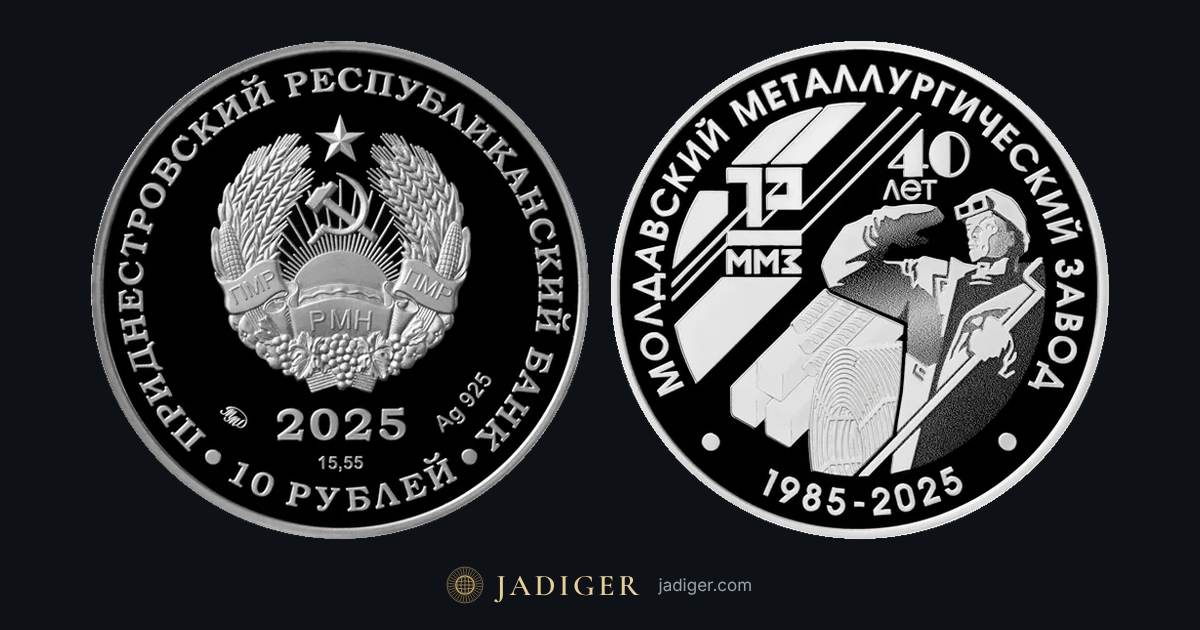 ПРИДНЕСТРОВСКИЙ РЕСПУБЛИКАНСКИЙ БАНК
ПМР
ПМР
РМН
2025
Ag 925
15,55
10 РУБЛЕЙ
МОЛДАВСКИЙ МЕТАЛЛУРГИЧЕСКИЙ ЗАВОД
40
лет
ММЗ
1985-2025
JADIGER
jadiger.com